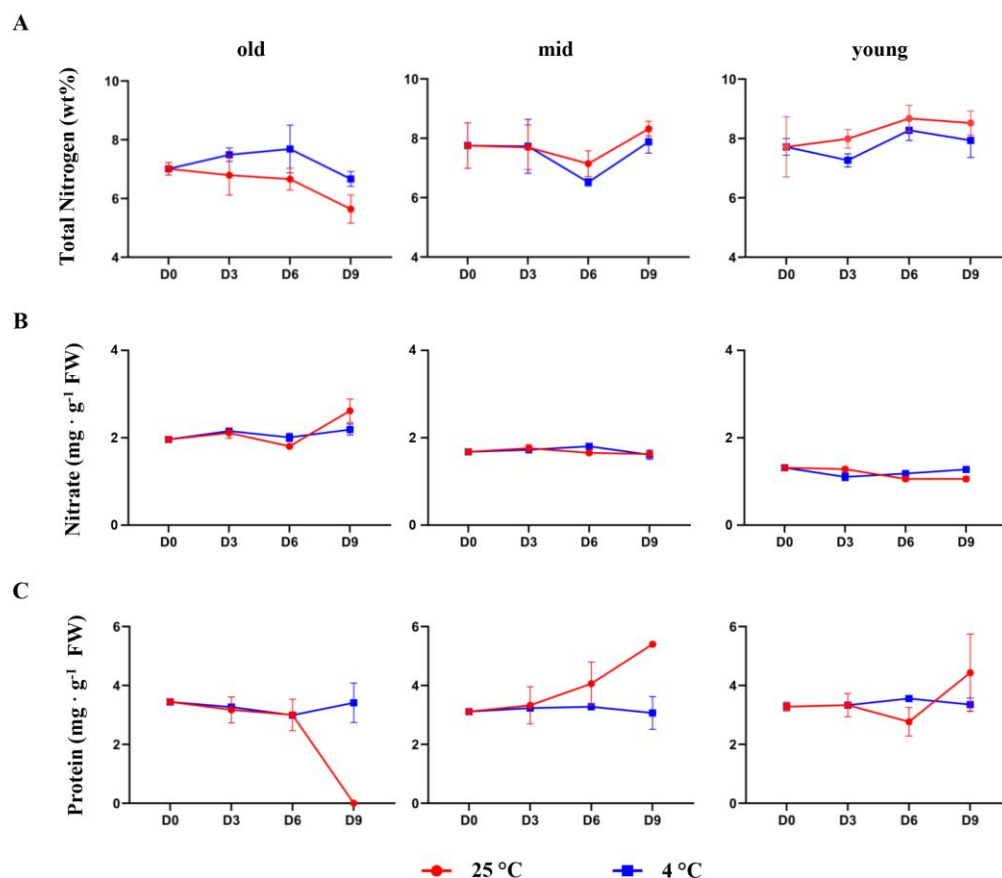 A
old
mid
young
Total Nitrogen (wt%)
10
8
6
4
D0 D3 D6 D9
10
8
6
4
D0 D3 D6 D9
10
8
6
4
D0 D3 D6 D9
B
Nitrate (mg · g⁻¹ FW)
4
2
0
D0 D3 D6 D9
4
2
0
D0 D3 D6 D9
4
2
0
D0 D3 D6 D9
C
Protein (mg · g⁻¹ FW)
6
4
2
0
D0 D3 D6 D9
6
4
2
0
D0 D3 D6 D9
6
4
2
0
D0 D3 D6 D9
25 °C 4 °C